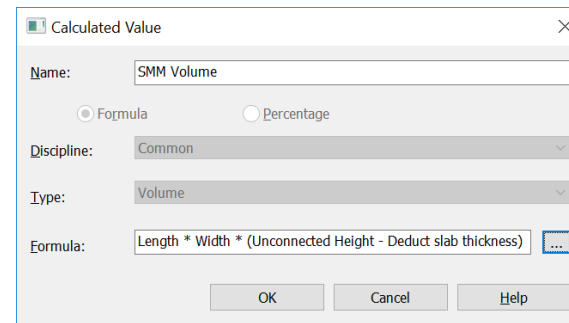 Calculated Value
Name: SMM Volume
Formula Percentage
Discipline: Common
Type: Volume
Formula: Length * Width * (Unconnected Height - Deduct slab thickness) ...
OK Cancel Help